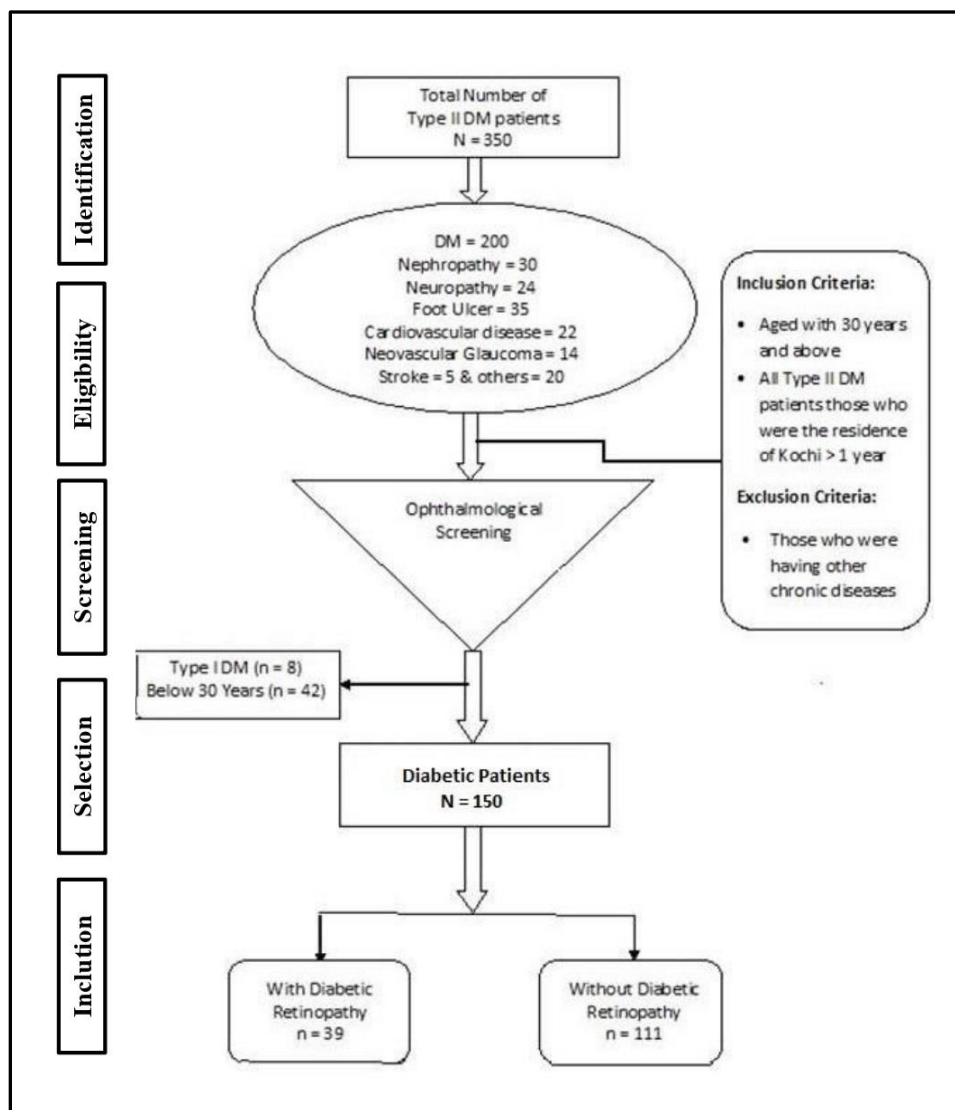 Identification
Total Number of
Type II DM patients
N = 350
DM = 200
Nephropathy = 30
Neuropathy = 24
Foot Ulcer = 35
Cardiovascular disease = 22
Neovascular Glaucoma = 14
Stroke = 5 & others = 20
Eligibility
Inclusion Criteria:
• Aged with 30 years
and above
• All Type II DM
patients those who
were the residence
of Kochi > 1 year
Exclusion Criteria:
• Those who were
having other
chronic diseases
Screening
Ophthalmological
Screening
Type I DM (n = 8)
Below 30 Years (n = 42)
Selection
Diabetic Patients
N = 150
Inclution
With Diabetic
Retinopathy
n = 39
Without Diabetic
Retinopathy
n = 111